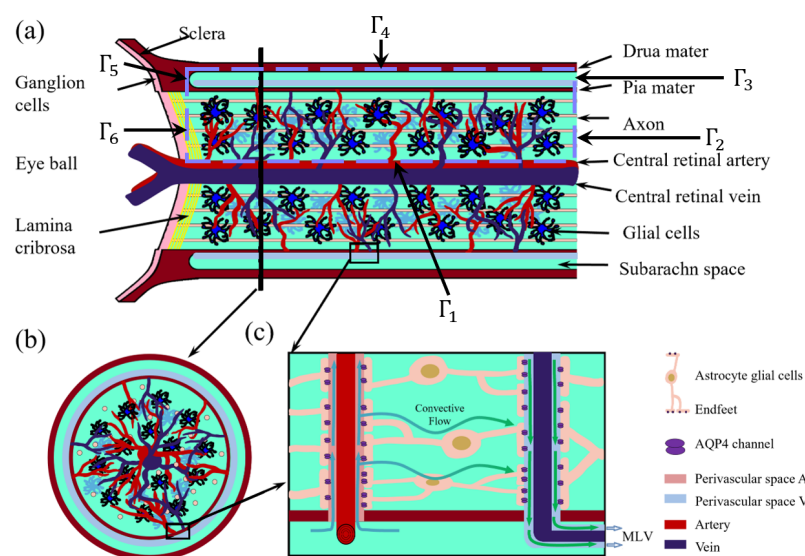 (a)
Sclera
Γ4
Drua mater
Γ5
Γ3
Ganglion
cells
Pia mater
Axon
Γ6
Γ2
Eye ball
Central retinal artery
Central retinal vein
Lamina
cribrosa
Glial cells
Subarachn space
Γ1
(b)
(c)
Convective
Flow
Astrocyte glial cells
Endfeet
AQP4 channel
Perivascular space A
Perivascular space V
Artery
MLV
Vein